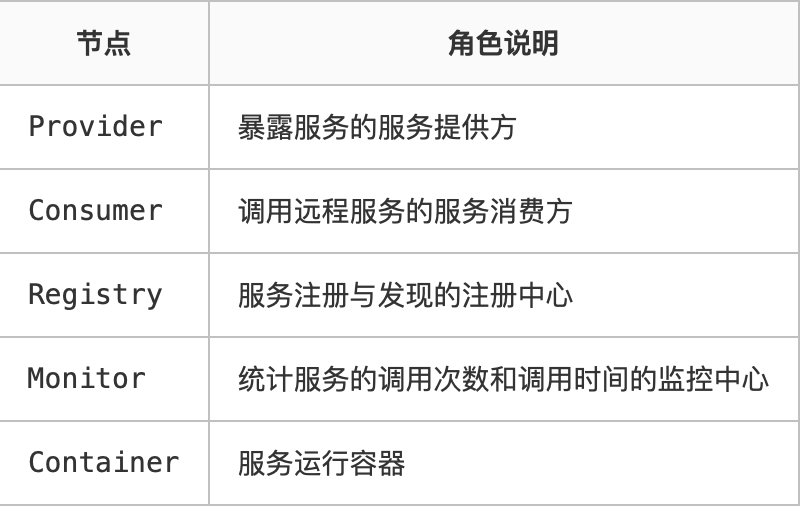 节点 角色说明
Provider 暴露服务的服务提供方
Consumer 调用远程服务的服务消费方
Registry 服务注册与发现的注册中心
Monitor 统计服务的调用次数和调用时间的监控中心
Container 服务运行容器